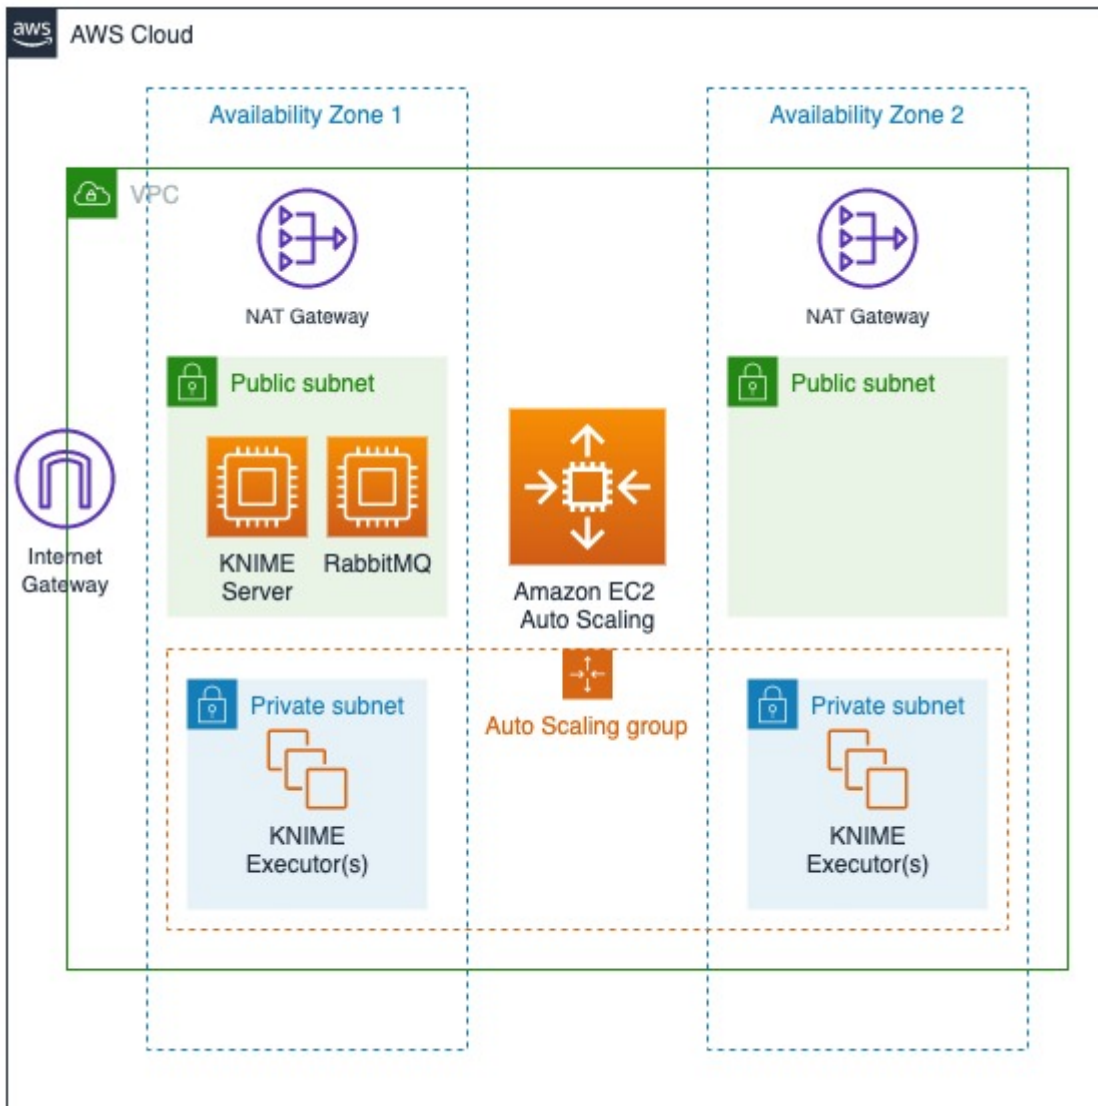 aws
AWS Cloud
Availability Zone 1
Availability Zone 2
VPC
NAT Gateway
NAT Gateway
Public subnet
Public subnet
KNIME
Server
RabbitMQ
Internet
Gateway
Amazon EC2
Auto Scaling
Private subnet
Auto Scaling group
Private subnet
KNIME
Executor(s)
KNIME
Executor(s)